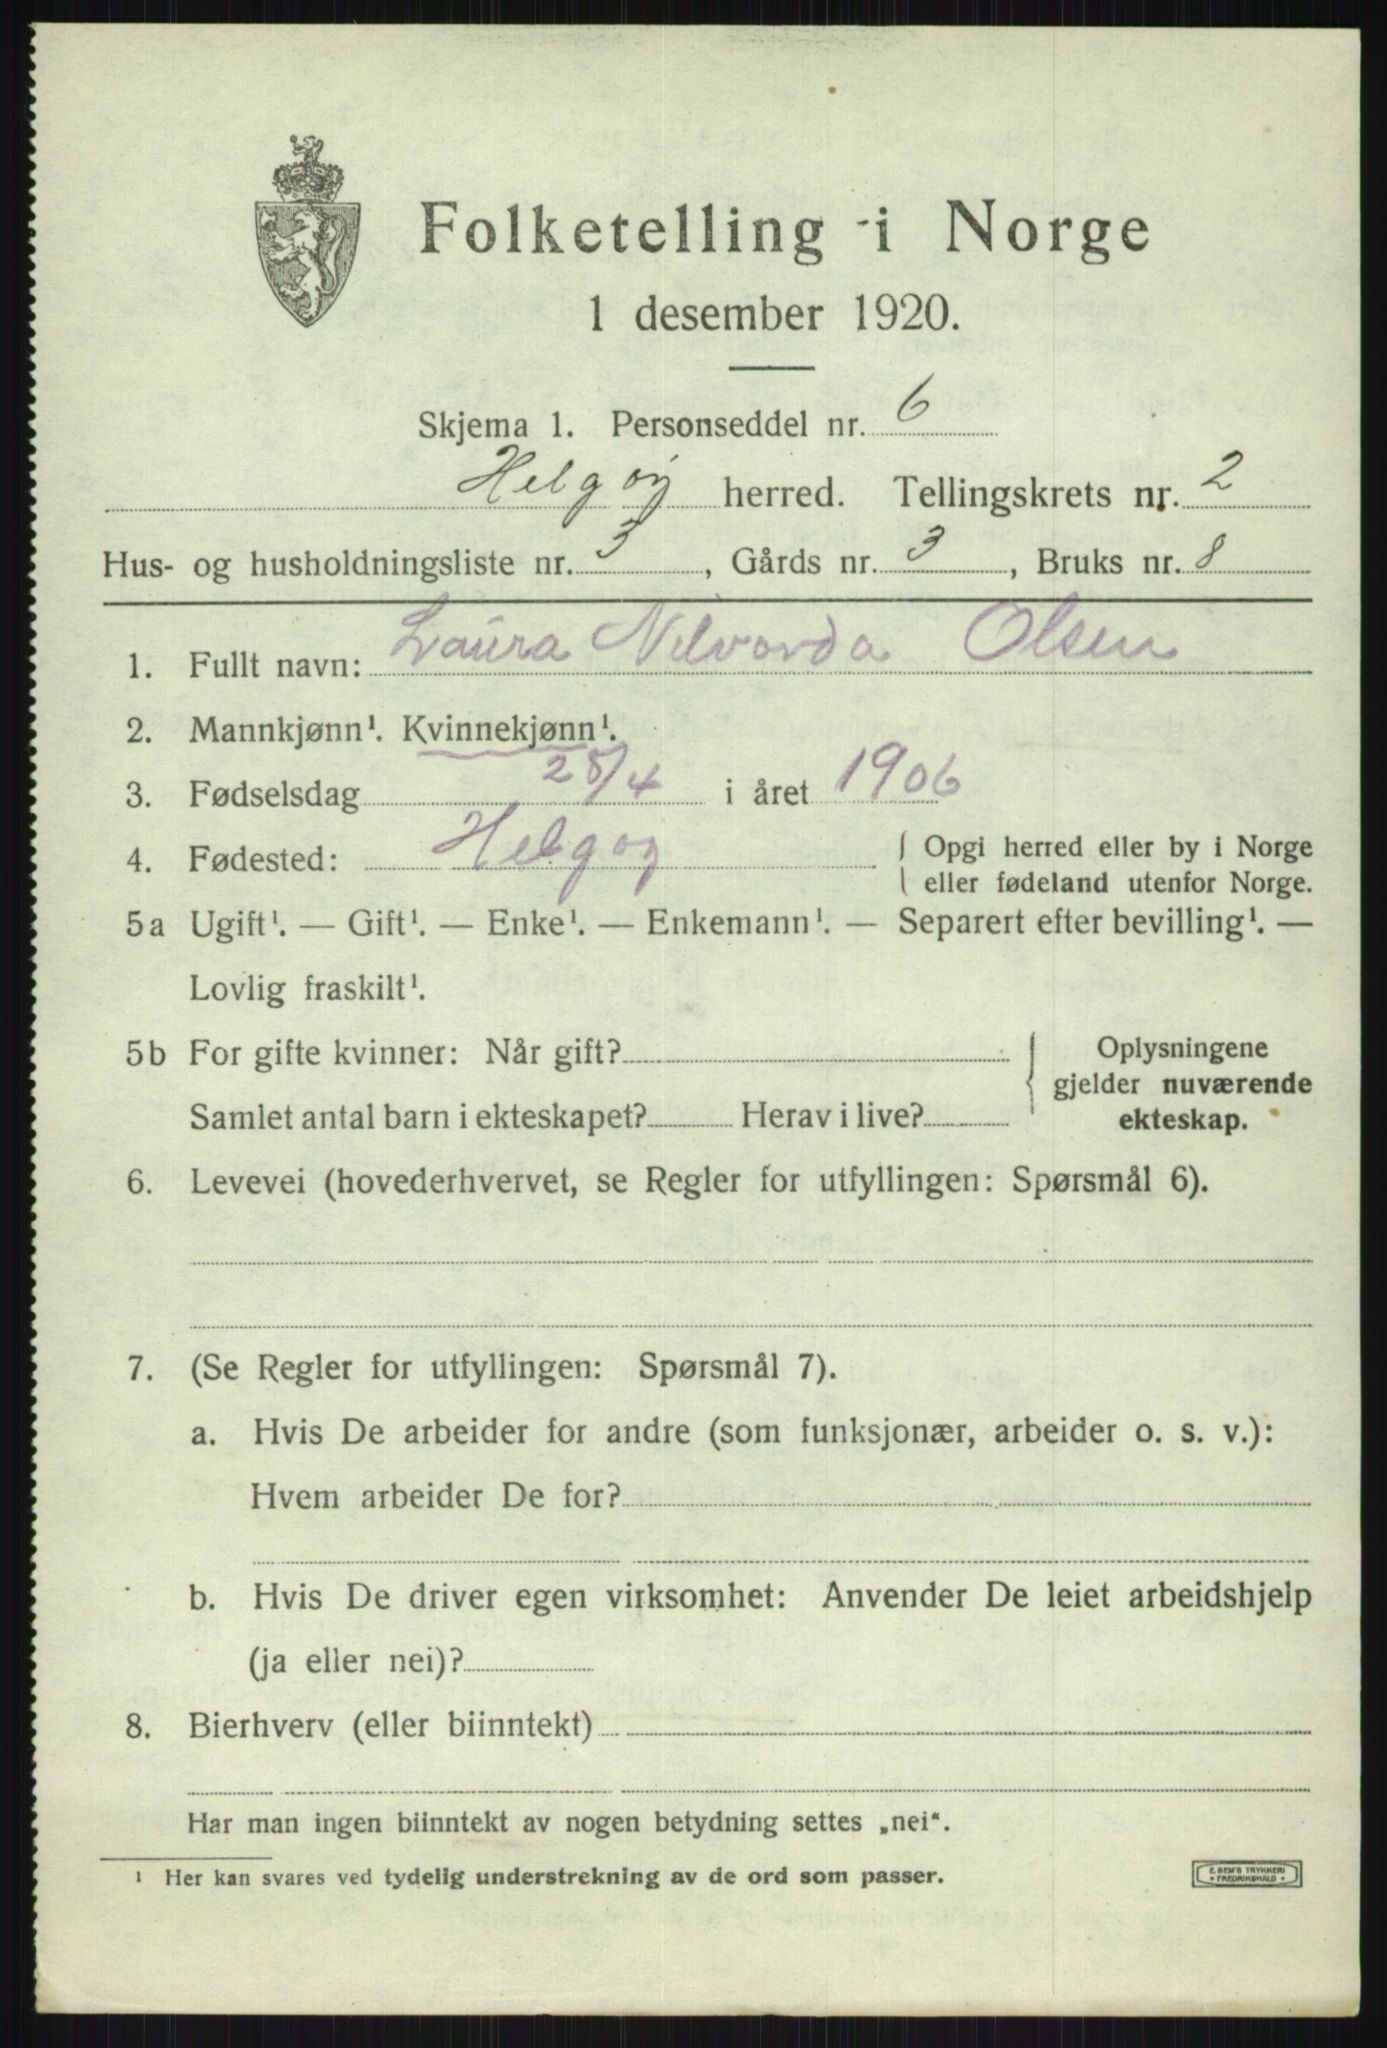 Folketelling i Norge
1 desember 1920.
Skjema 1. Personseddel nr. 6
Helgøy herred. Tellingskrets nr. 2
Hus- og husholdningsliste nr. 3, Gårds nr. 3, Bruks nr. 8
1. Fullt navn: Laura Nilvarda Olsen
2. Mannkjønn¹. Kvinnekjønn¹.
3. Fødselsdag 28/4 i året 1906
4. Fødested: Helgøy { Opgi herred eller by i Norge
eller fødeland utenfor Norge.
5a Ugift¹. — Gift¹. — Enke¹. — Enkemann¹. — Separert efter bevilling¹. —
Lovlig fraskilt¹.
5b For gifte kvinner: Når gift? { Oplysningene
gjelder nuværende
Samlet antal barn i ekteskapet? Herav i live? ekteskap.
6. Levevei (hovederhvervet, se Regler for utfyllingen: Spørsmål 6).
7. (Se Regler for utfyllingen: Spørsmål 7).
a. Hvis De arbeider for andre (som funksjonær, arbeider o. s. v.):
Hvem arbeider De for?
b. Hvis De driver egen virksomhet: Anvender De leiet arbeidshjelp
(ja eller nei)?
8. Bierhverv (eller biinntekt)
Har man ingen biinntekt av nogen betydning settes „nei“.
¹ Her kan svares ved tydelig understrekning av de ord som passer.
E. SEM'S TRYKKERI
• FREDRIKSHALD •